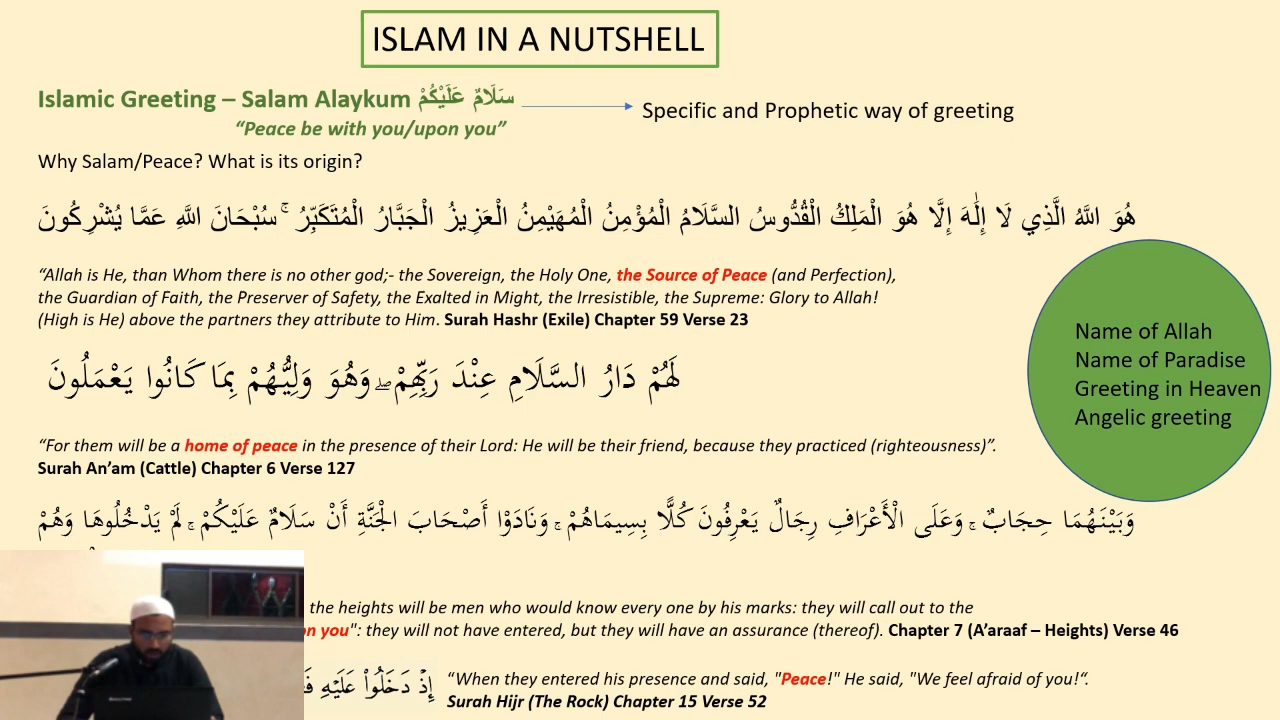 ISLAM IN A NUTSHELL
Islamic Greeting – Salam Alaykum سَلَامٌ عَلَيْكُمْ
Specific and Prophetic way of greeting
“Peace be with you/upon you”
Why Salam/Peace? What is its origin?
هُوَ اللَّهُ الَّذِي لَا إِلَٰهَ إِلَّا هُوَ الْمَلِكُ الْقُدُّوسُ السَّلَامُ الْمُؤْمِنُ الْمُهَيْمِنُ الْعَزِيزُ الْجَبَّارُ الْمُتَكَبِّرُ ۚ سُبْحَانَ اللَّهِ عَمَّا يُشْرِكُونَ
“Allah is He, than Whom there is no other god;- the Sovereign, the Holy One, the Source of Peace (and Perfection),
the Guardian of Faith, the Preserver of Safety, the Exalted in Might, the Irresistible, the Supreme: Glory to Allah!
(High is He) above the partners they attribute to Him. Surah Hashr (Exile) Chapter 59 Verse 23
لَهُمْ دَارُ السَّلَامِ عِنْدَ رَبِّهِمْ ۖ وَهُوَ وَلِيُّهُمْ بِمَا كَانُوا يَعْمَلُونَ
Name of Allah
Name of Paradise
Greeting in Heaven
Angelic greeting
“For them will be a home of peace in the presence of their Lord: He will be their friend, because they practiced (righteousness)”.
Surah An’am (Cattle) Chapter 6 Verse 127
وَبَيْنَهُمَا حِجَابٌ ۚ وَعَلَى الْأَعْرَافِ رِجَالٌ يَعْرِفُونَ كُلًّا بِسِيمَاهُمْ ۚ وَنَادَوْا أَصْحَابَ الْجَنَّةِ أَنْ سَلَامٌ عَلَيْكُمْ ۚ لَمْ يَدْخُلُوهَا وَهُمْ
the heights will be men who would know every one by his marks: they will call out to the
on you": they will not have entered, but they will have an assurance (thereof). Chapter 7 (A’araaf – Heights) Verse 46
إِذْ دَخَلُوا۟ عَلَيْهِ
“When they entered his presence and said, "Peace!" He said, "We feel afraid of you!“.
Surah Hijr (The Rock) Chapter 15 Verse 52